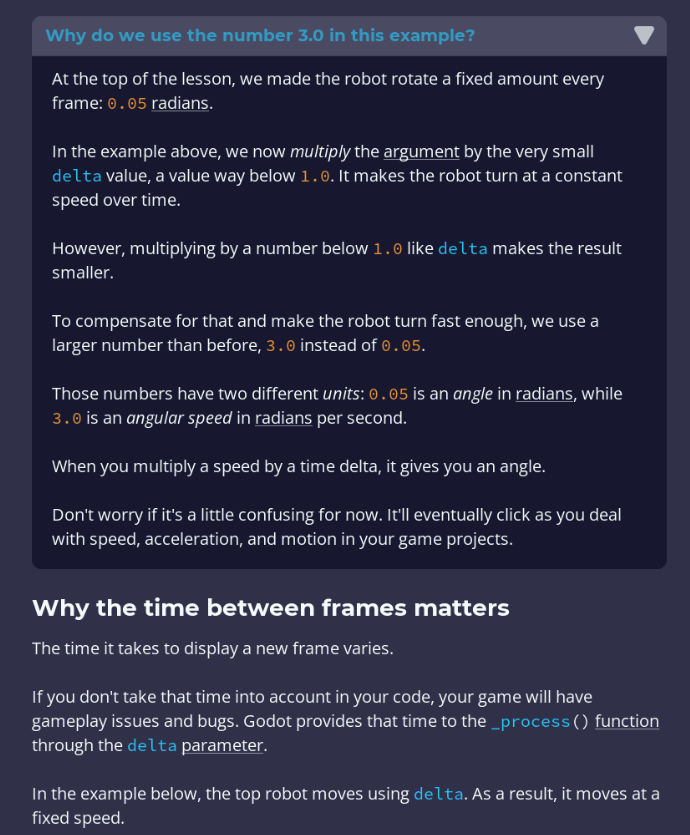 Why do we use the number 3.0 in this example?
At the top of the lesson, we made the robot rotate a fixed amount every
frame: 0.05 radians.
In the example above, we now multiply the argument by the very small
delta value, a value way below 1.0. It makes the robot turn at a constant
speed over time.
However, multiplying by a number below 1.0 like delta makes the result
smaller.
To compensate for that and make the robot turn fast enough, we use a
larger number than before, 3.0 instead of 0.05.
Those numbers have two different units: 0.05 is an angle in radians, while
3.0 is an angular speed in radians per second.
When you multiply a speed by a time delta, it gives you an angle.
Don't worry if it's a little confusing for now. It'll eventually click as you deal
with speed, acceleration, and motion in your game projects.
Why the time between frames matters
The time it takes to display a new frame varies.
If you don't take that time into account in your code, your game will have
gameplay issues and bugs. Godot provides that time to the _process() function
through the delta parameter.
In the example below, the top robot moves using delta. As a result, it moves at a
fixed speed.